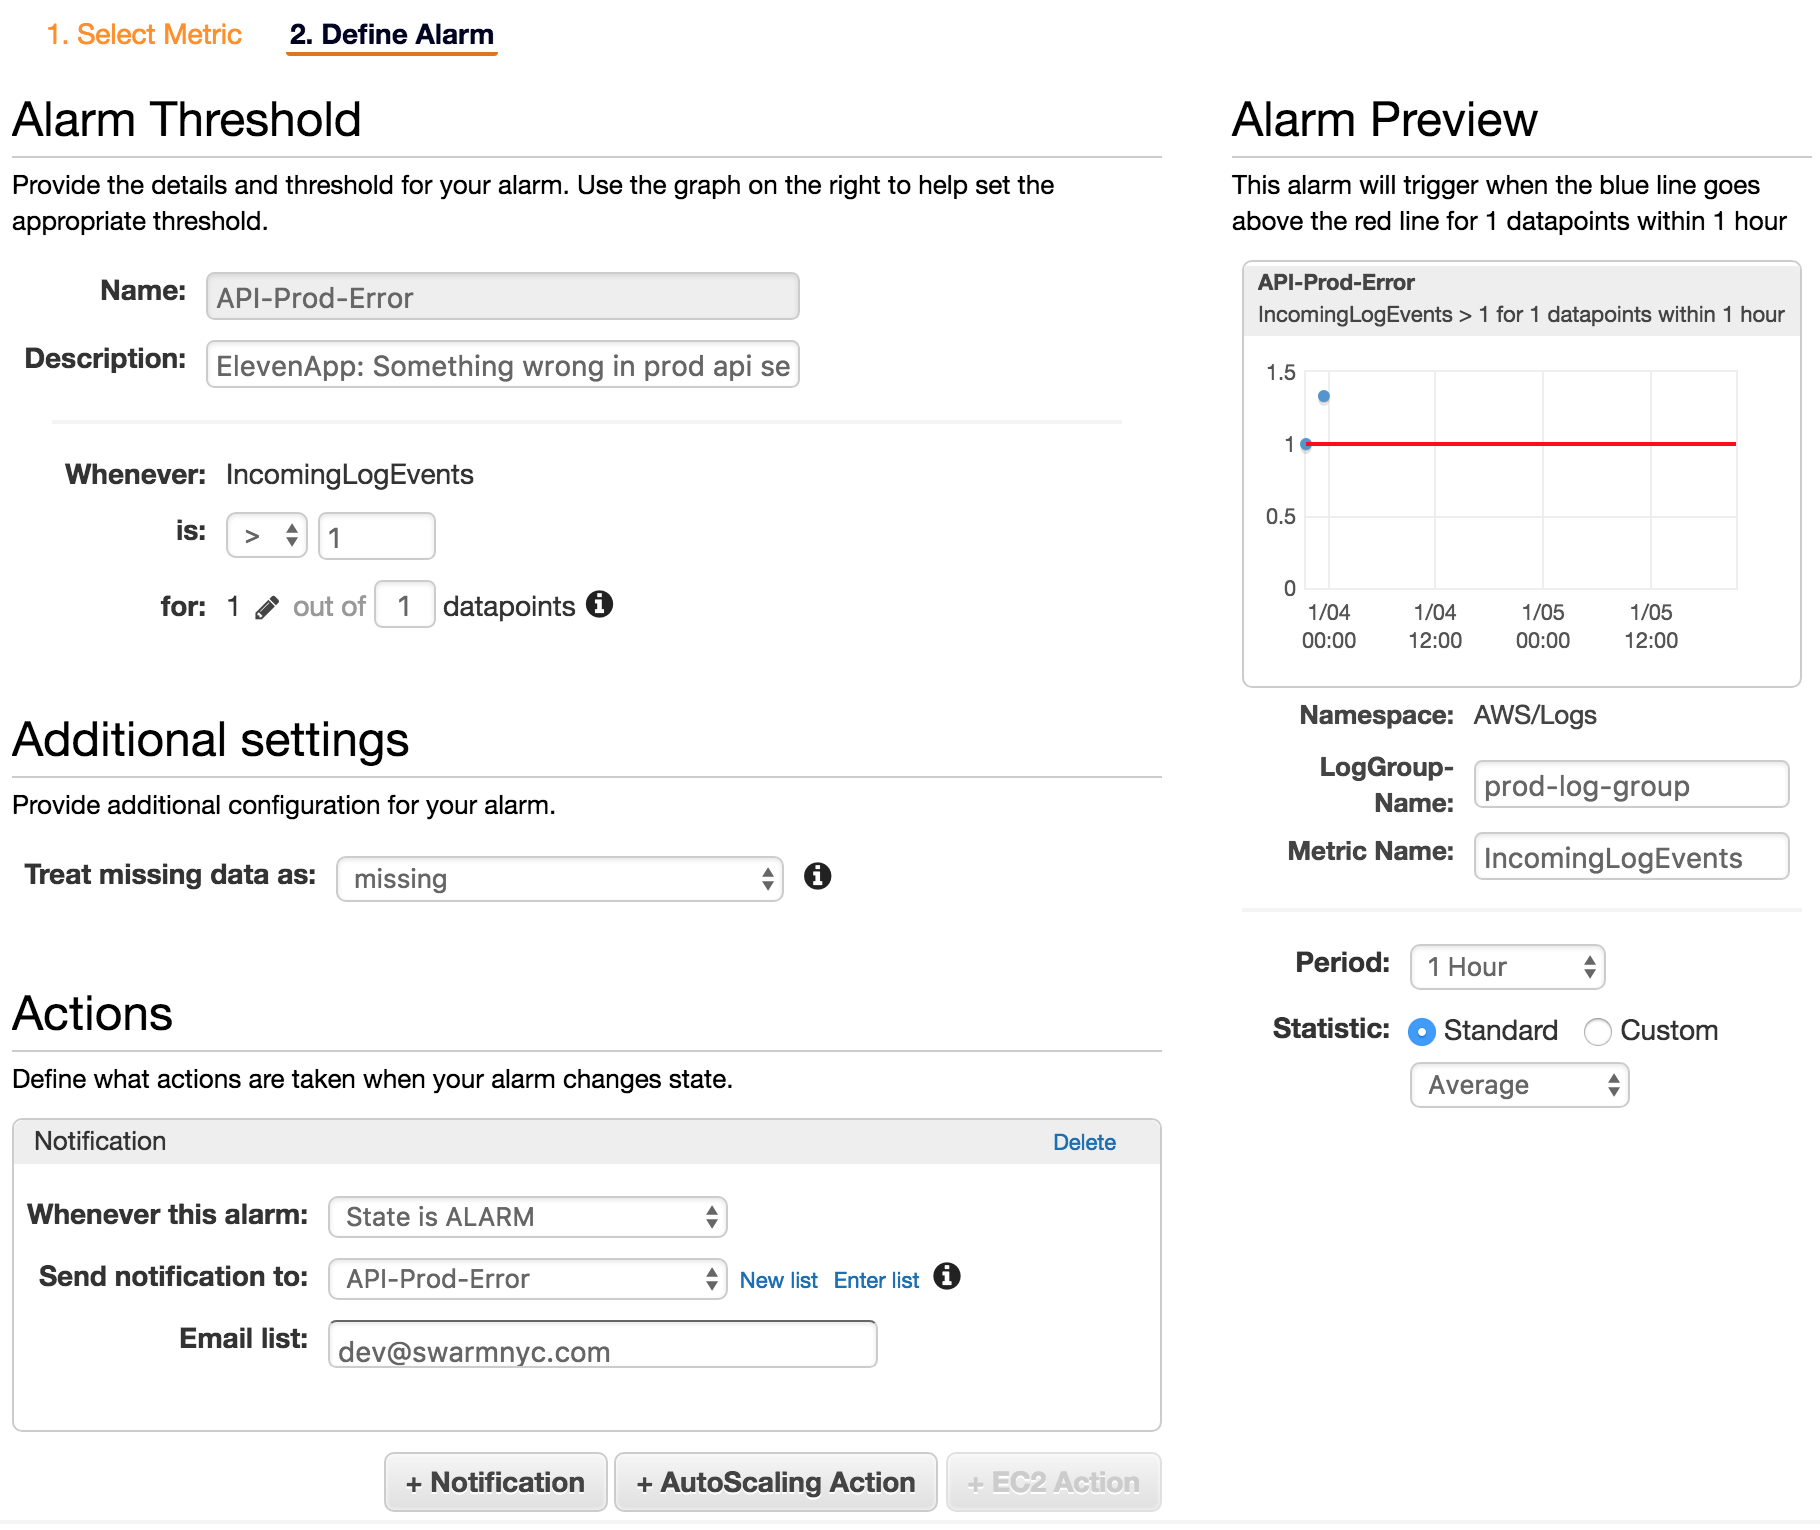 1. Select Metric
2. Define Alarm
Alarm Threshold
Provide the details and threshold for your alarm. Use the graph on the right to help set the
appropriate threshold.
Name: API-Prod-Error
Description: ElevenApp: Something wrong in prod api se
Whenever: IncomingLogEvents
is: > 1
for: 1 out of 1 datapoints
Additional settings
Provide additional configuration for your alarm.
Treat missing data as: missing
Actions
Define what actions are taken when your alarm changes state.
Notification Delete
Whenever this alarm: State is ALARM
Send notification to: API-Prod-Error New list Enter list
Email list: dev@swarmnyc.com
+ Notification + AutoScaling Action + EC2 Action
Alarm Preview
This alarm will trigger when the blue line goes
above the red line for 1 datapoints within 1 hour
API-Prod-Error
IncomingLogEvents > 1 for 1 datapoints within 1 hour
1.5
1
0.5
0
1/04 1/04 1/05 1/05
00:00 12:00 00:00 12:00
Namespace: AWS/Logs
LogGroup-
Name: prod-log-group
Metric Name: IncomingLogEvents
Period: 1 Hour
Statistic: Standard Custom
Average